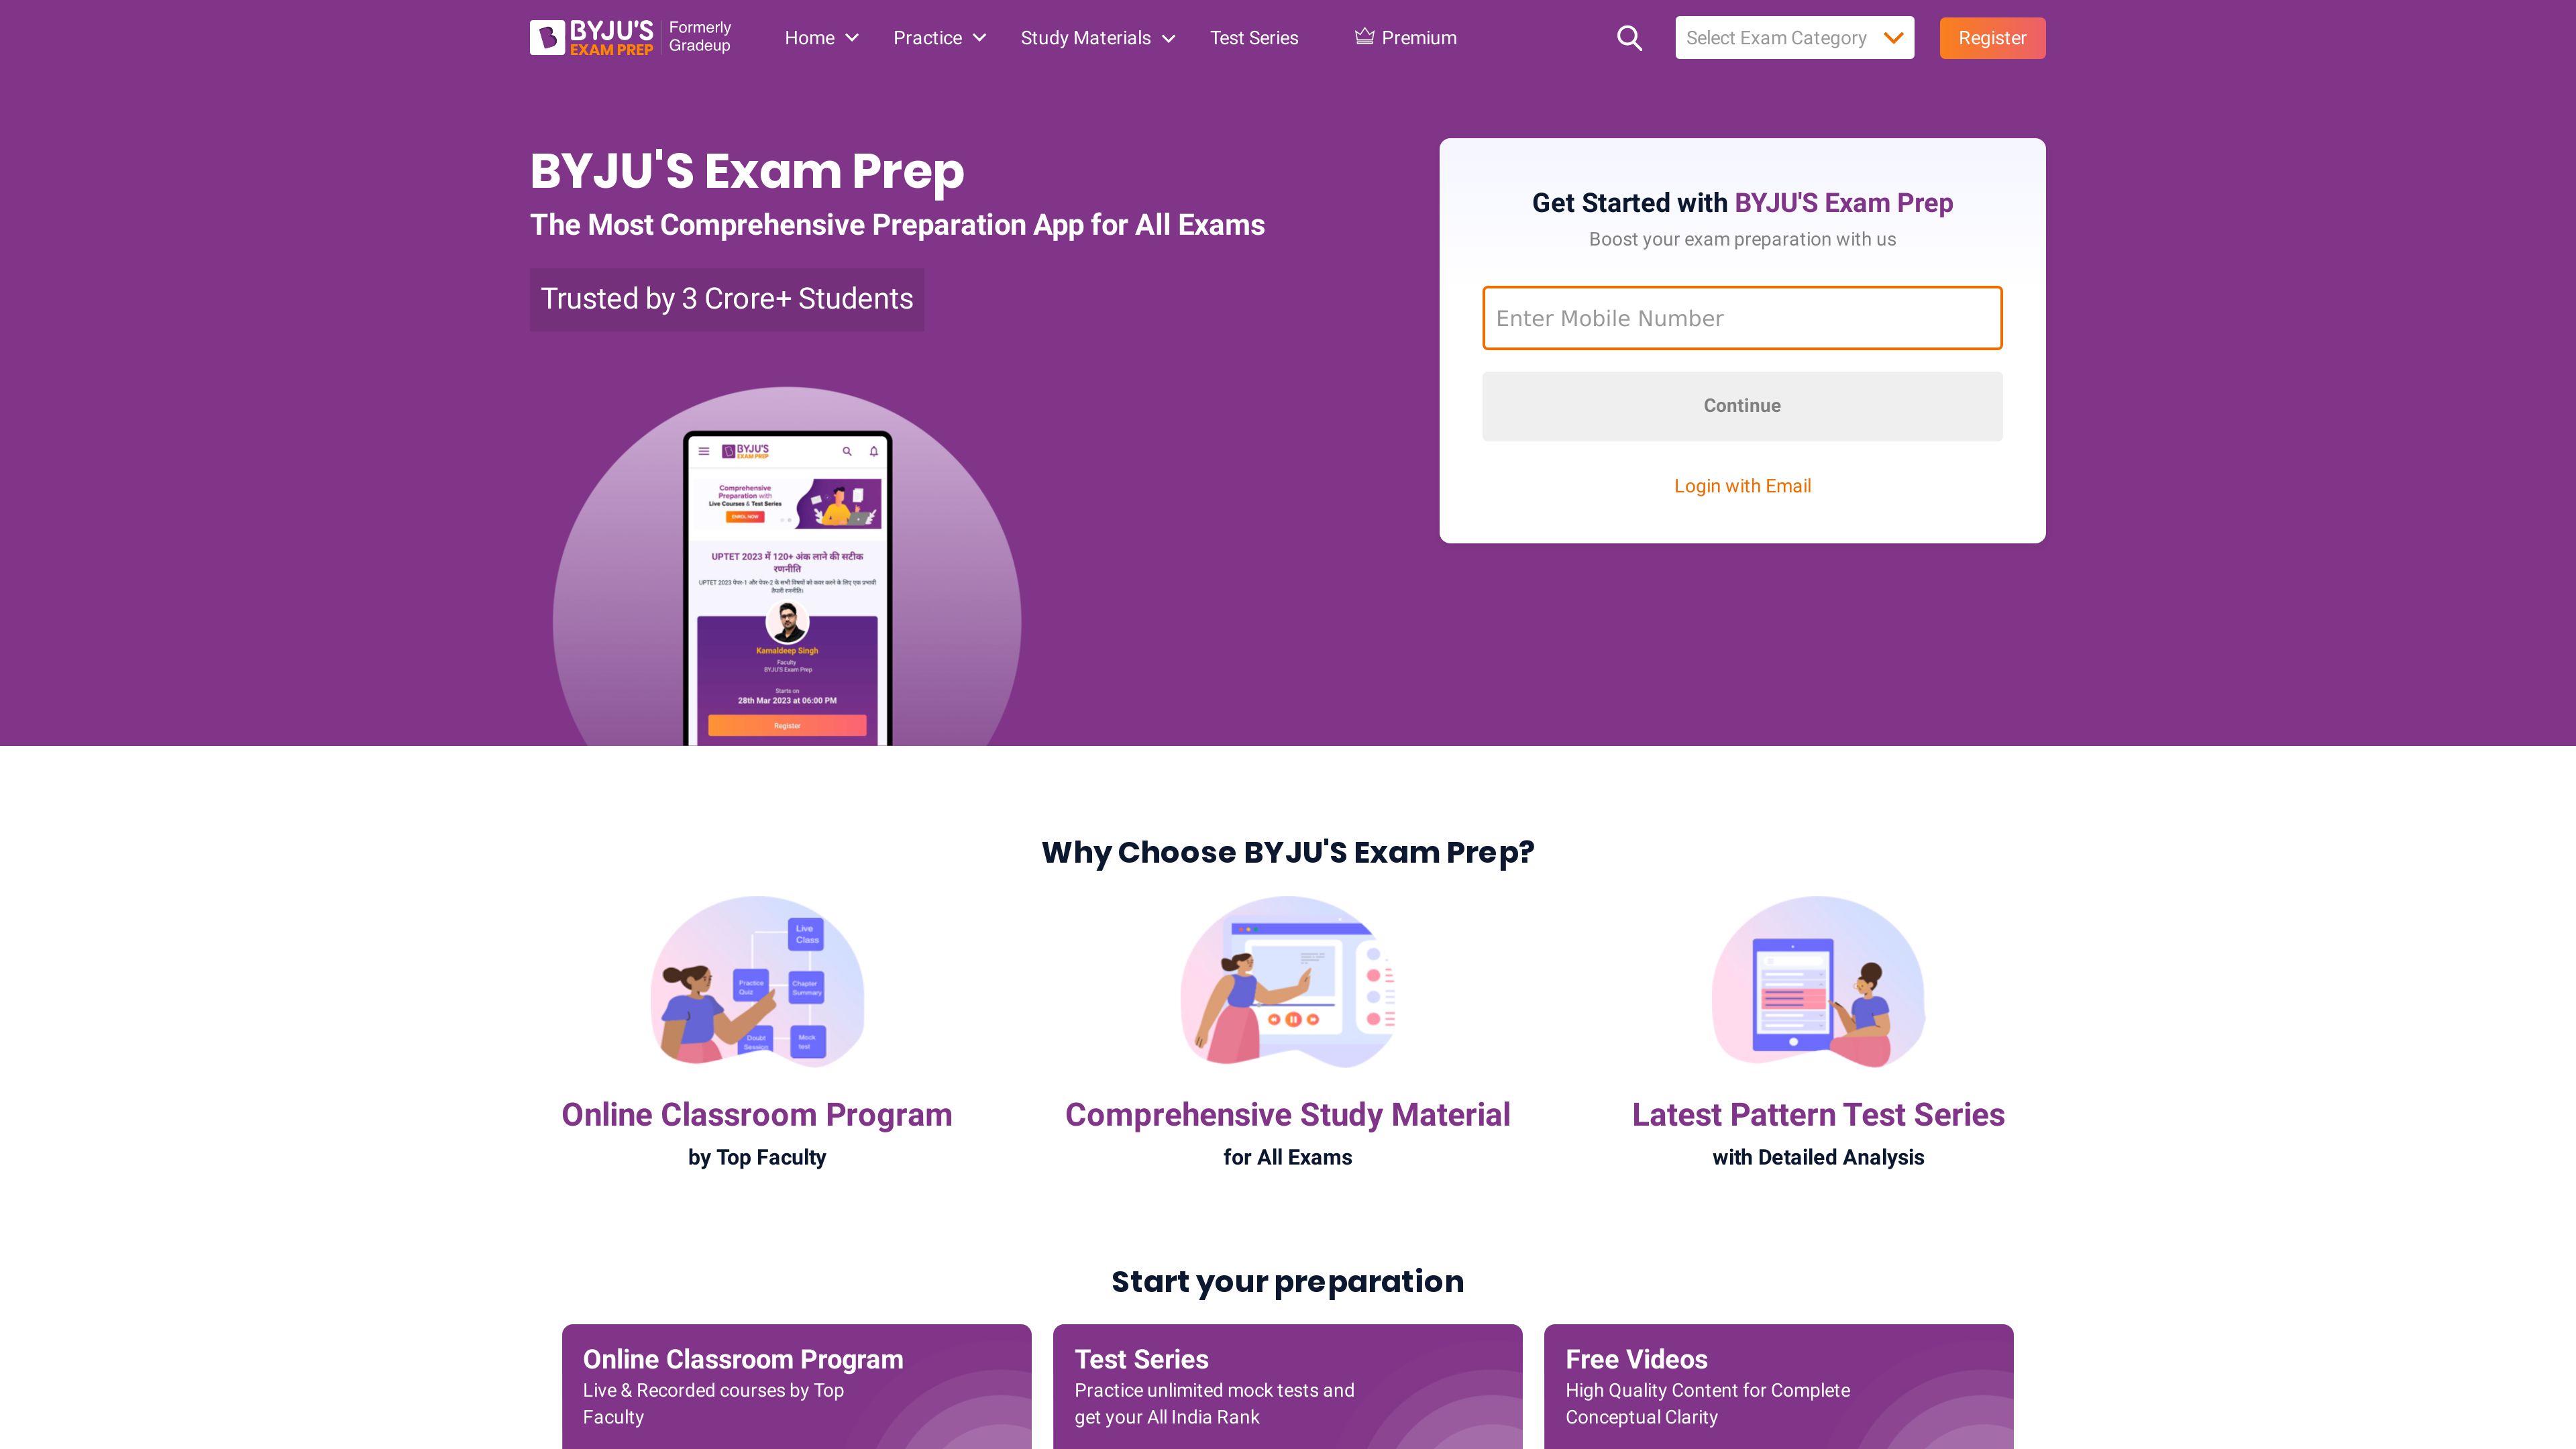 BYJU'S
EXAM PREP
Formerly
Gradeup
Home
Practice
Study Materials
Test Series
Premium
Select Exam Category
Register
BYJU'S Exam Prep
The Most Comprehensive Preparation App for All Exams
Trusted by 3 Crore+ Students
Get Started with BYJU'S Exam Prep
Boost your exam preparation with us
Enter Mobile Number
Continue
Login with Email
BYJU'S
EXAM PREP
Comprehensive
Preparation with
Live Courses & Test Series
ENROL NOW
UPTET 2023 में 120+ अंक लाने की सटीक
रणनीति
UPTET 2023 पेपर-1 और पेपर-2 के सभी विषयों को कवर करने के लिए एक प्रभावी
तैयारी रणनीति।
Kamaldeep Singh
Faculty
BYJU'S Exam Prep
Starts on
28th Mar 2023 at 06:00 PM
Register
Why Choose BYJU'S Exam Prep?
Live
Class
Practice
Quiz
Chapter
Summary
Doubt
Session
Mock
test
Online Classroom Program
by Top Faculty
Comprehensive Study Material
for All Exams
Latest Pattern Test Series
with Detailed Analysis
Start your preparation
Online Classroom Program
Live & Recorded courses by Top
Faculty
Test Series
Practice unlimited mock tests and
get your All India Rank
Free Videos
High Quality Content for Complete
Conceptual Clarity